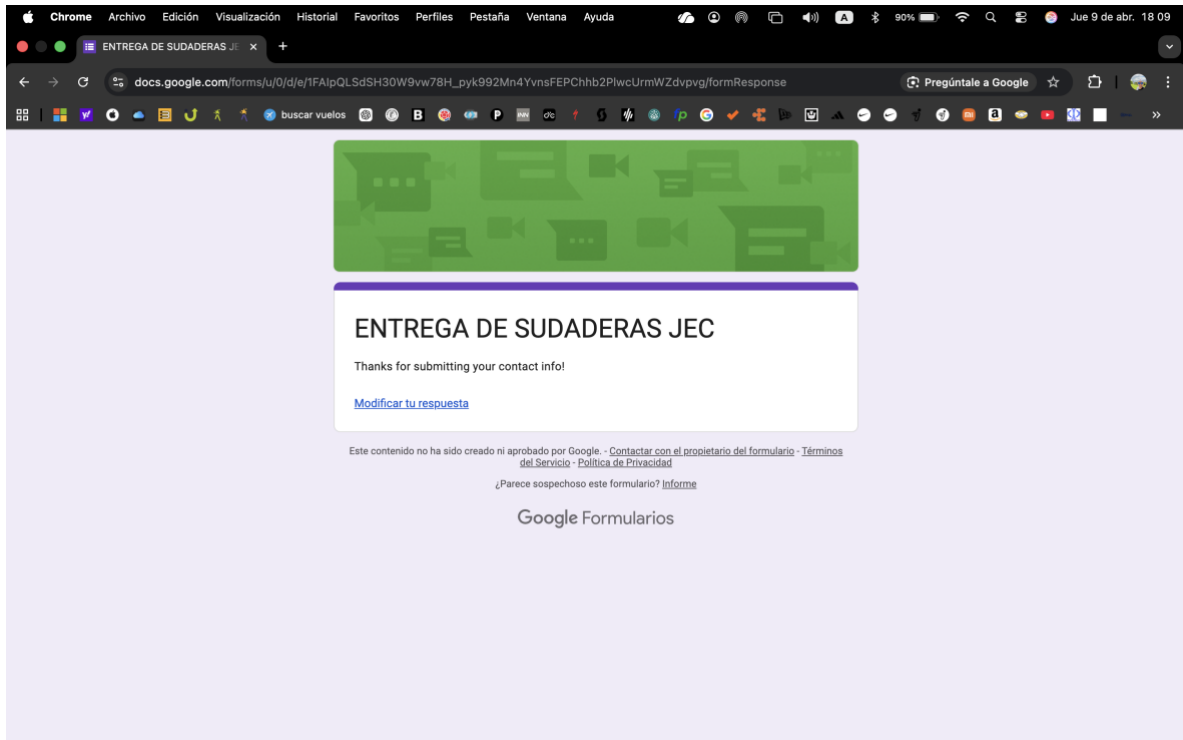 Chrome Archivo Edición Visualización Historial Favoritos Perfiles Pestaña Ventana Ayuda A 90% Jue 9 de abr. 18 09
ENTREGA DE SUDADERAS JE
docs.google.com/forms/u/0/d/e/1FAIpQLSdSH30W9vw78H_pyk992Mn4YvnsFEPChhb2PlwcUrmWZdvpvg/formResponse Pregúntale a Google
buscar vuelos
ENTREGA DE SUDADERAS JEC
Thanks for submitting your contact info!
Modificar tu respuesta
Este contenido no ha sido creado ni aprobado por Google. - Contactar con el propietario del formulario - Términos
del Servicio - Política de Privacidad
¿Parece sospechoso este formulario? Informe
Google Formularios